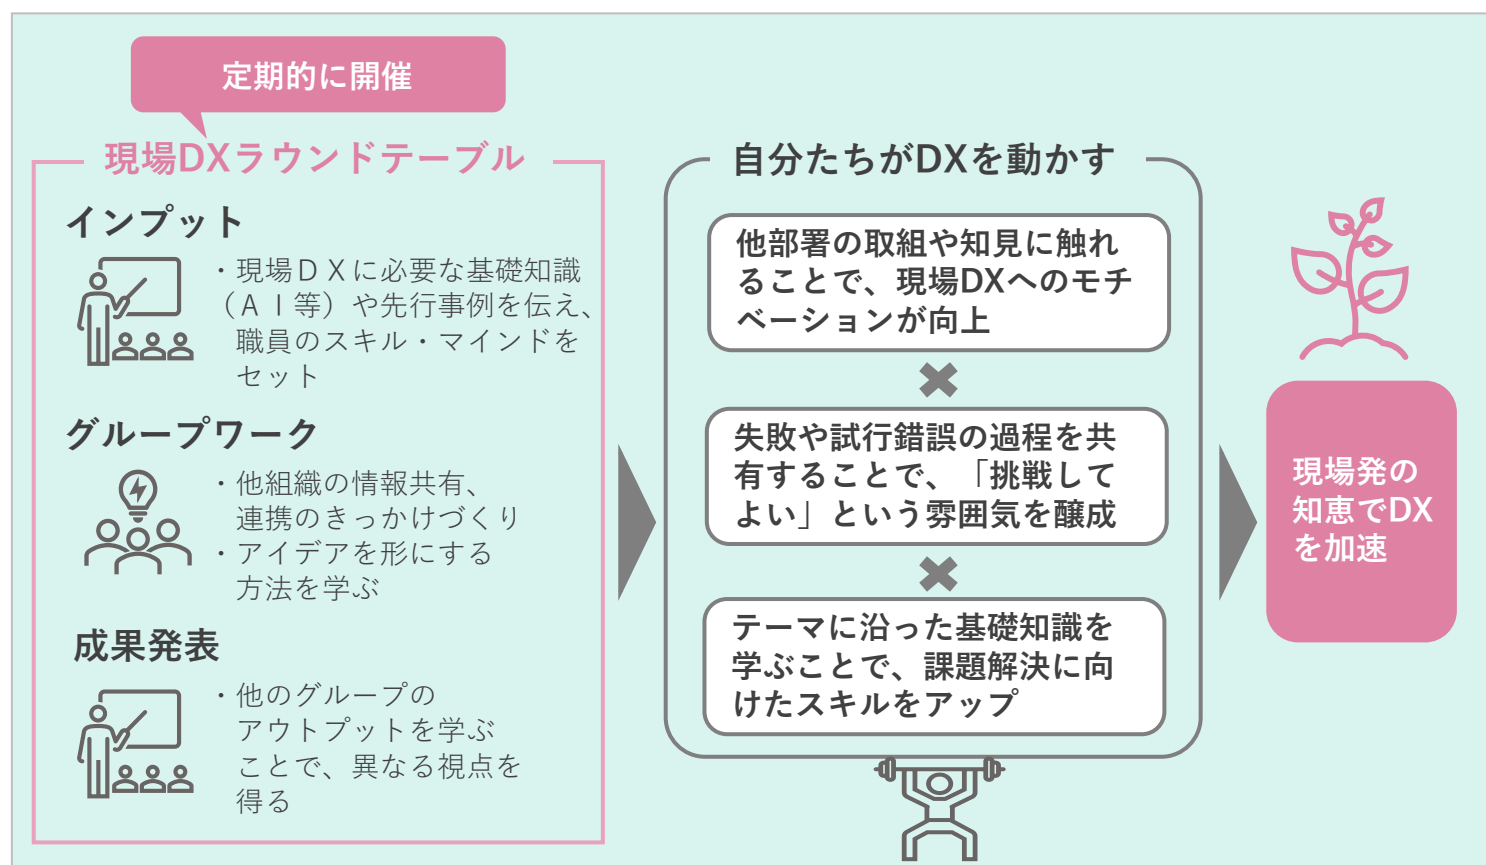 定期的に開催
現場DXラウンドテーブル
インプット
・現場ＤＸに必要な基礎知識
（ＡＩ等）や先行事例を伝え、
職員のスキル・マインドを
セット
グループワーク
・他組織の情報共有、
連携のきっかけづくり
・アイデアを形にする
方法を学ぶ
成果発表
・他のグループの
アウトプットを学ぶ
ことで、異なる視点を
得る
自分たちがDXを動かす
他部署の取組や知見に触れ
ることで、現場DXへのモチ
ベーションが向上
失敗や試行錯誤の過程を共
有することで、「挑戦して
よい」という雰囲気を醸成
テーマに沿った基礎知識を
学ぶことで、課題解決に向
けたスキルをアップ
現場発の
知恵でDX
を加速